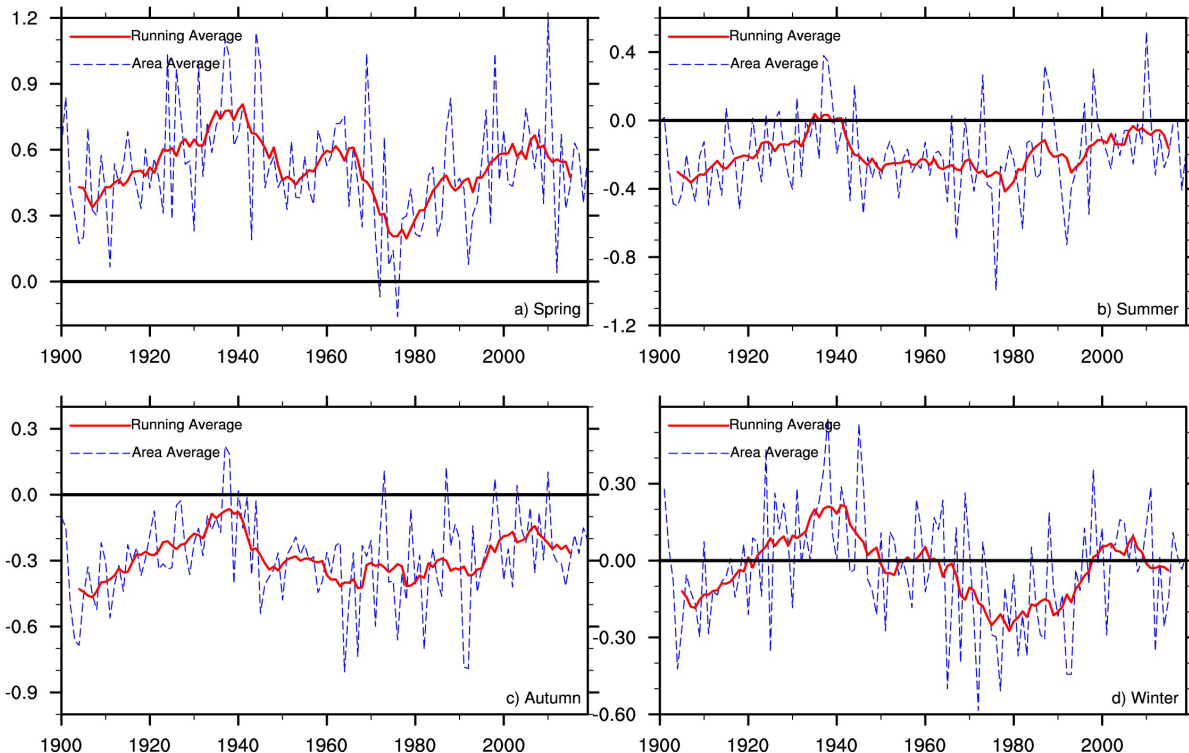 1.2
0.9
0.6
0.3
0.0
Running Average
Area Average
a) Spring
1900 1920 1940 1960 1980 2000
0.4
0.0
-0.4
-0.8
-1.2
Running Average
Area Average
b) Summer
1900 1920 1940 1960 1980 2000
0.3
0.0
-0.3
-0.6
-0.9
Running Average
Area Average
c) Autumn
1900 1920 1940 1960 1980 2000
0.30
0.00
-0.30
-0.60
Running Average
Area Average
d) Winter
1900 1920 1940 1960 1980 2000